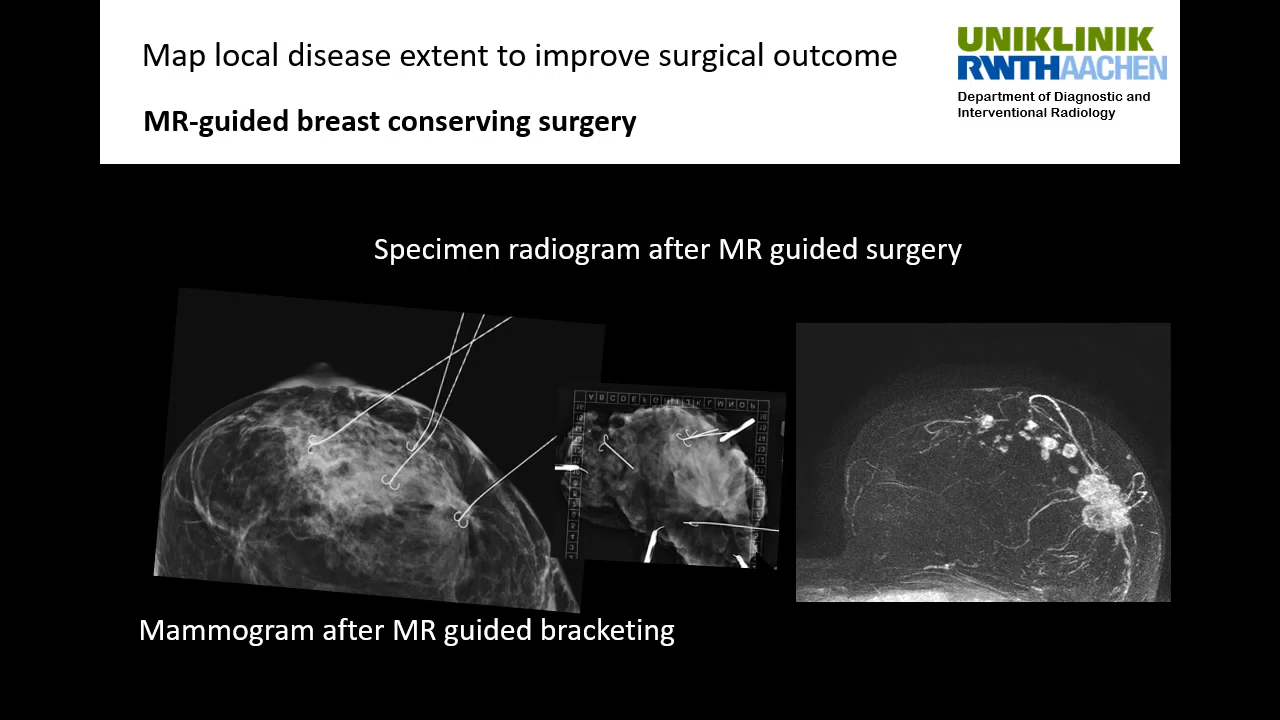 Map local disease extent to improve surgical outcome
MR-guided breast conserving surgery
UNIKLINIK
RWTHAACHEN
Department of Diagnostic and
Interventional Radiology
Specimen radiogram after MR guided surgery
Mammogram after MR guided bracketing